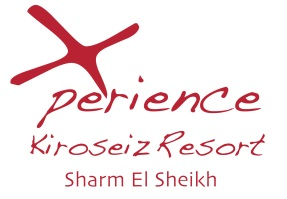 Xperience
Kiroseiz Resort
Sharm El Sheikh